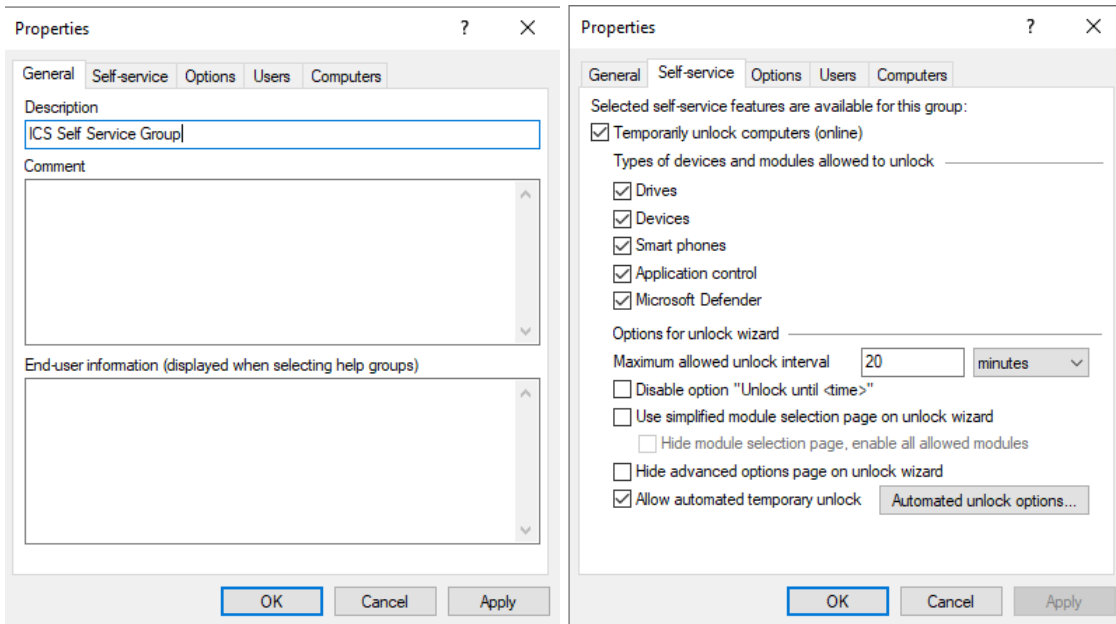 Properties
?
General Self-service Options Users Computers
Description
ICS Self Service Group
Comment
End-user information (displayed when selecting help groups)
OK Cancel Apply
Properties
?
General Self-service Options Users Computers
Selected self-service features are available for this group:
Temporarily unlock computers (online)
Types of devices and modules allowed to unlock
Drives
Devices
Smart phones
Application control
Microsoft Defender
Options for unlock wizard
Maximum allowed unlock interval 20 minutes
Disable option "Unlock until <time>"
Use simplified module selection page on unlock wizard
Hide module selection page, enable all allowed modules
Hide advanced options page on unlock wizard
Allow automated temporary unlock Automated unlock options...
OK Cancel Apply